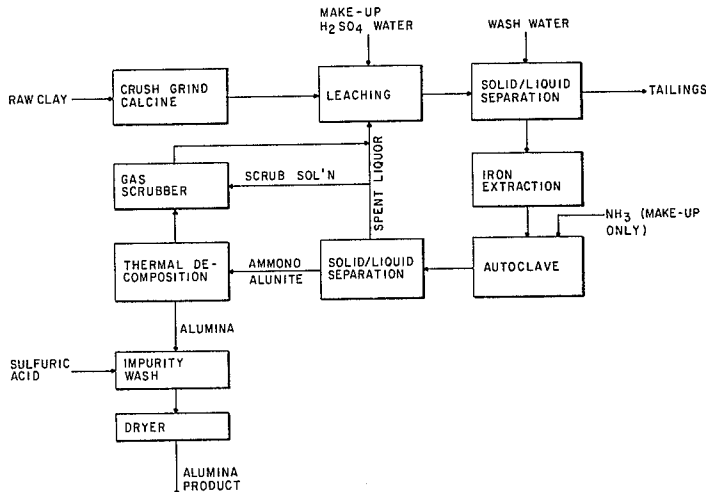 MAKE-UP
H₂SO₄ WATER
WASH WATER
RAW CLAY
CRUSH GRIND
CALCINE
LEACHING
SOLID/LIQUID
SEPARATION
TAILINGS
GAS
SCRUBBER
SCRUB SOL'N
SPENT LIQUOR
IRON
EXTRACTION
NH₃ (MAKE-UP
ONLY)
THERMAL DE-
COMPOSITION
AMMONO
ALUNITE
SOLID/LIQUID
SEPARATION
AUTOCLAVE
ALUMINA
SULFURIC
ACID
IMPURITY
WASH
DRYER
ALUMINA
PRODUCT